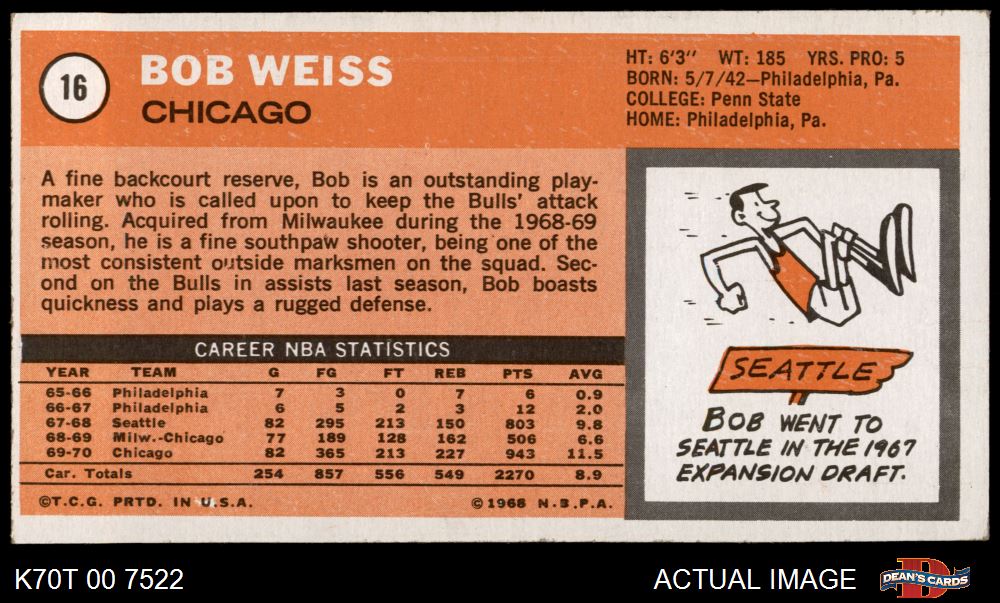 16
BOB WEISS
CHICAGO
HT: 6'3'' WT: 185 YRS. PRO: 5
BORN: 5/7/42—Philadelphia, Pa.
COLLEGE: Penn State
HOME: Philadelphia, Pa.
A fine backcourt reserve, Bob is an outstanding play-
maker who is called upon to keep the Bulls' attack
rolling. Acquired from Milwaukee during the 1968-69
season, he is a fine southpaw shooter, being one of the
most consistent outside marksmen on the squad. Sec-
ond on the Bulls in assists last season, Bob boasts
quickness and plays a rugged defense.
CAREER NBA STATISTICS
YEAR TEAM G FG FT REB PTS AVG
65-66 Philadelphia 7 3 0 7 6 0.9
66-67 Philadelphia 6 5 2 3 12 2.0
67-68 Seattle 82 295 213 150 803 9.8
68-69 Milw.-Chicago 77 189 128 162 506 6.6
69-70 Chicago 82 365 213 227 943 11.5
Car. Totals 254 857 556 549 2270 8.9
©T.C.G. PRTD. IN U.S.A. ©1968 N.B.P.A.
SEATTLE
BOB WENT TO
SEATTLE IN THE 1967
EXPANSION DRAFT.
K70T 00 7522
ACTUAL IMAGE
DEAN'S CARDS